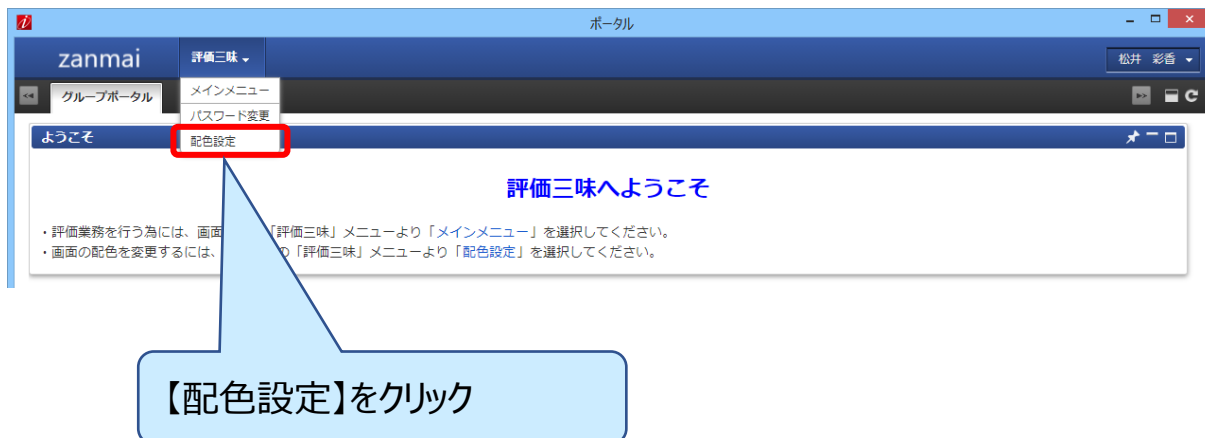 ポータル
zanmai
評価三味
松井 彩香
グループポータル
メインメニュー
パスワード変更
配色設定
ようこそ
評価三味へようこそ
・評価業務を行う為には、画面 「評価三味」メニューより「メインメニュー」を選択してください。
・画面の配色を変更するには、 の「評価三味」メニューより「配色設定」を選択してください。
【配色設定】をクリック